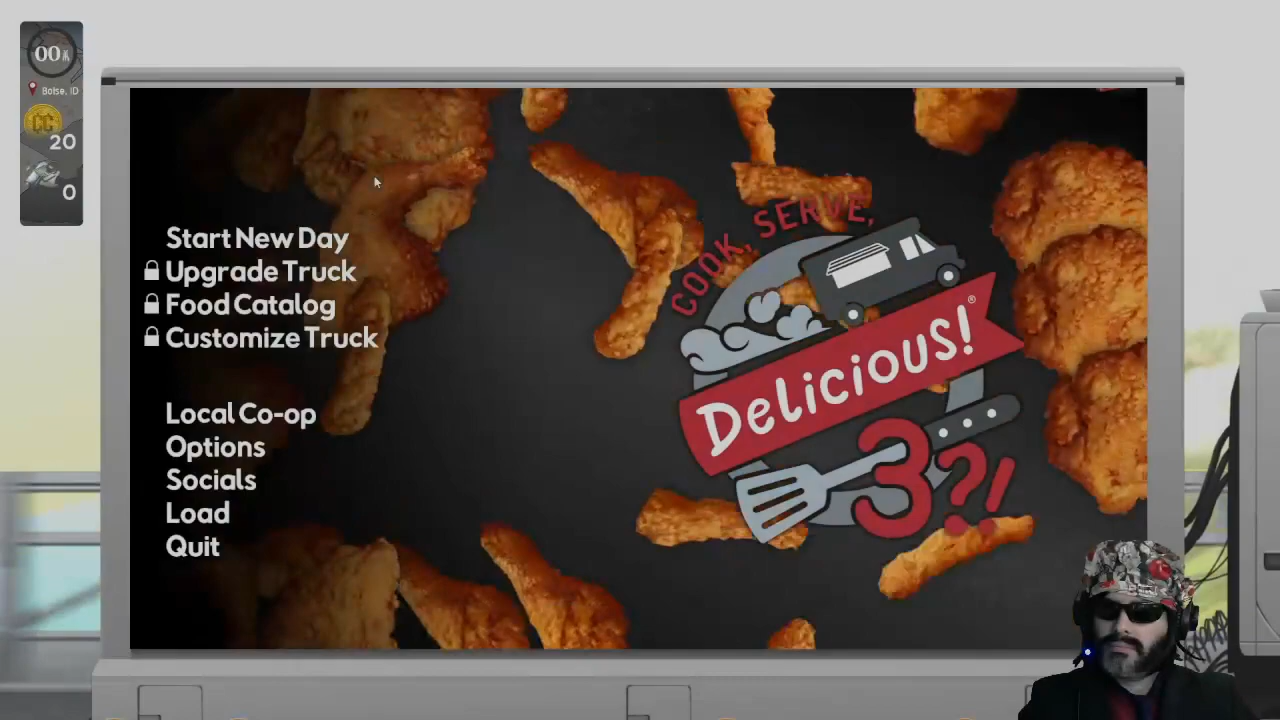 00
Boise, ID
CC
20
0
Start New Day
Upgrade Truck
Food Catalog
Customize Truck
Local Co-op
Options
Socials
Load
Quit
COOK, SERVE,
Delicious!®
3?!